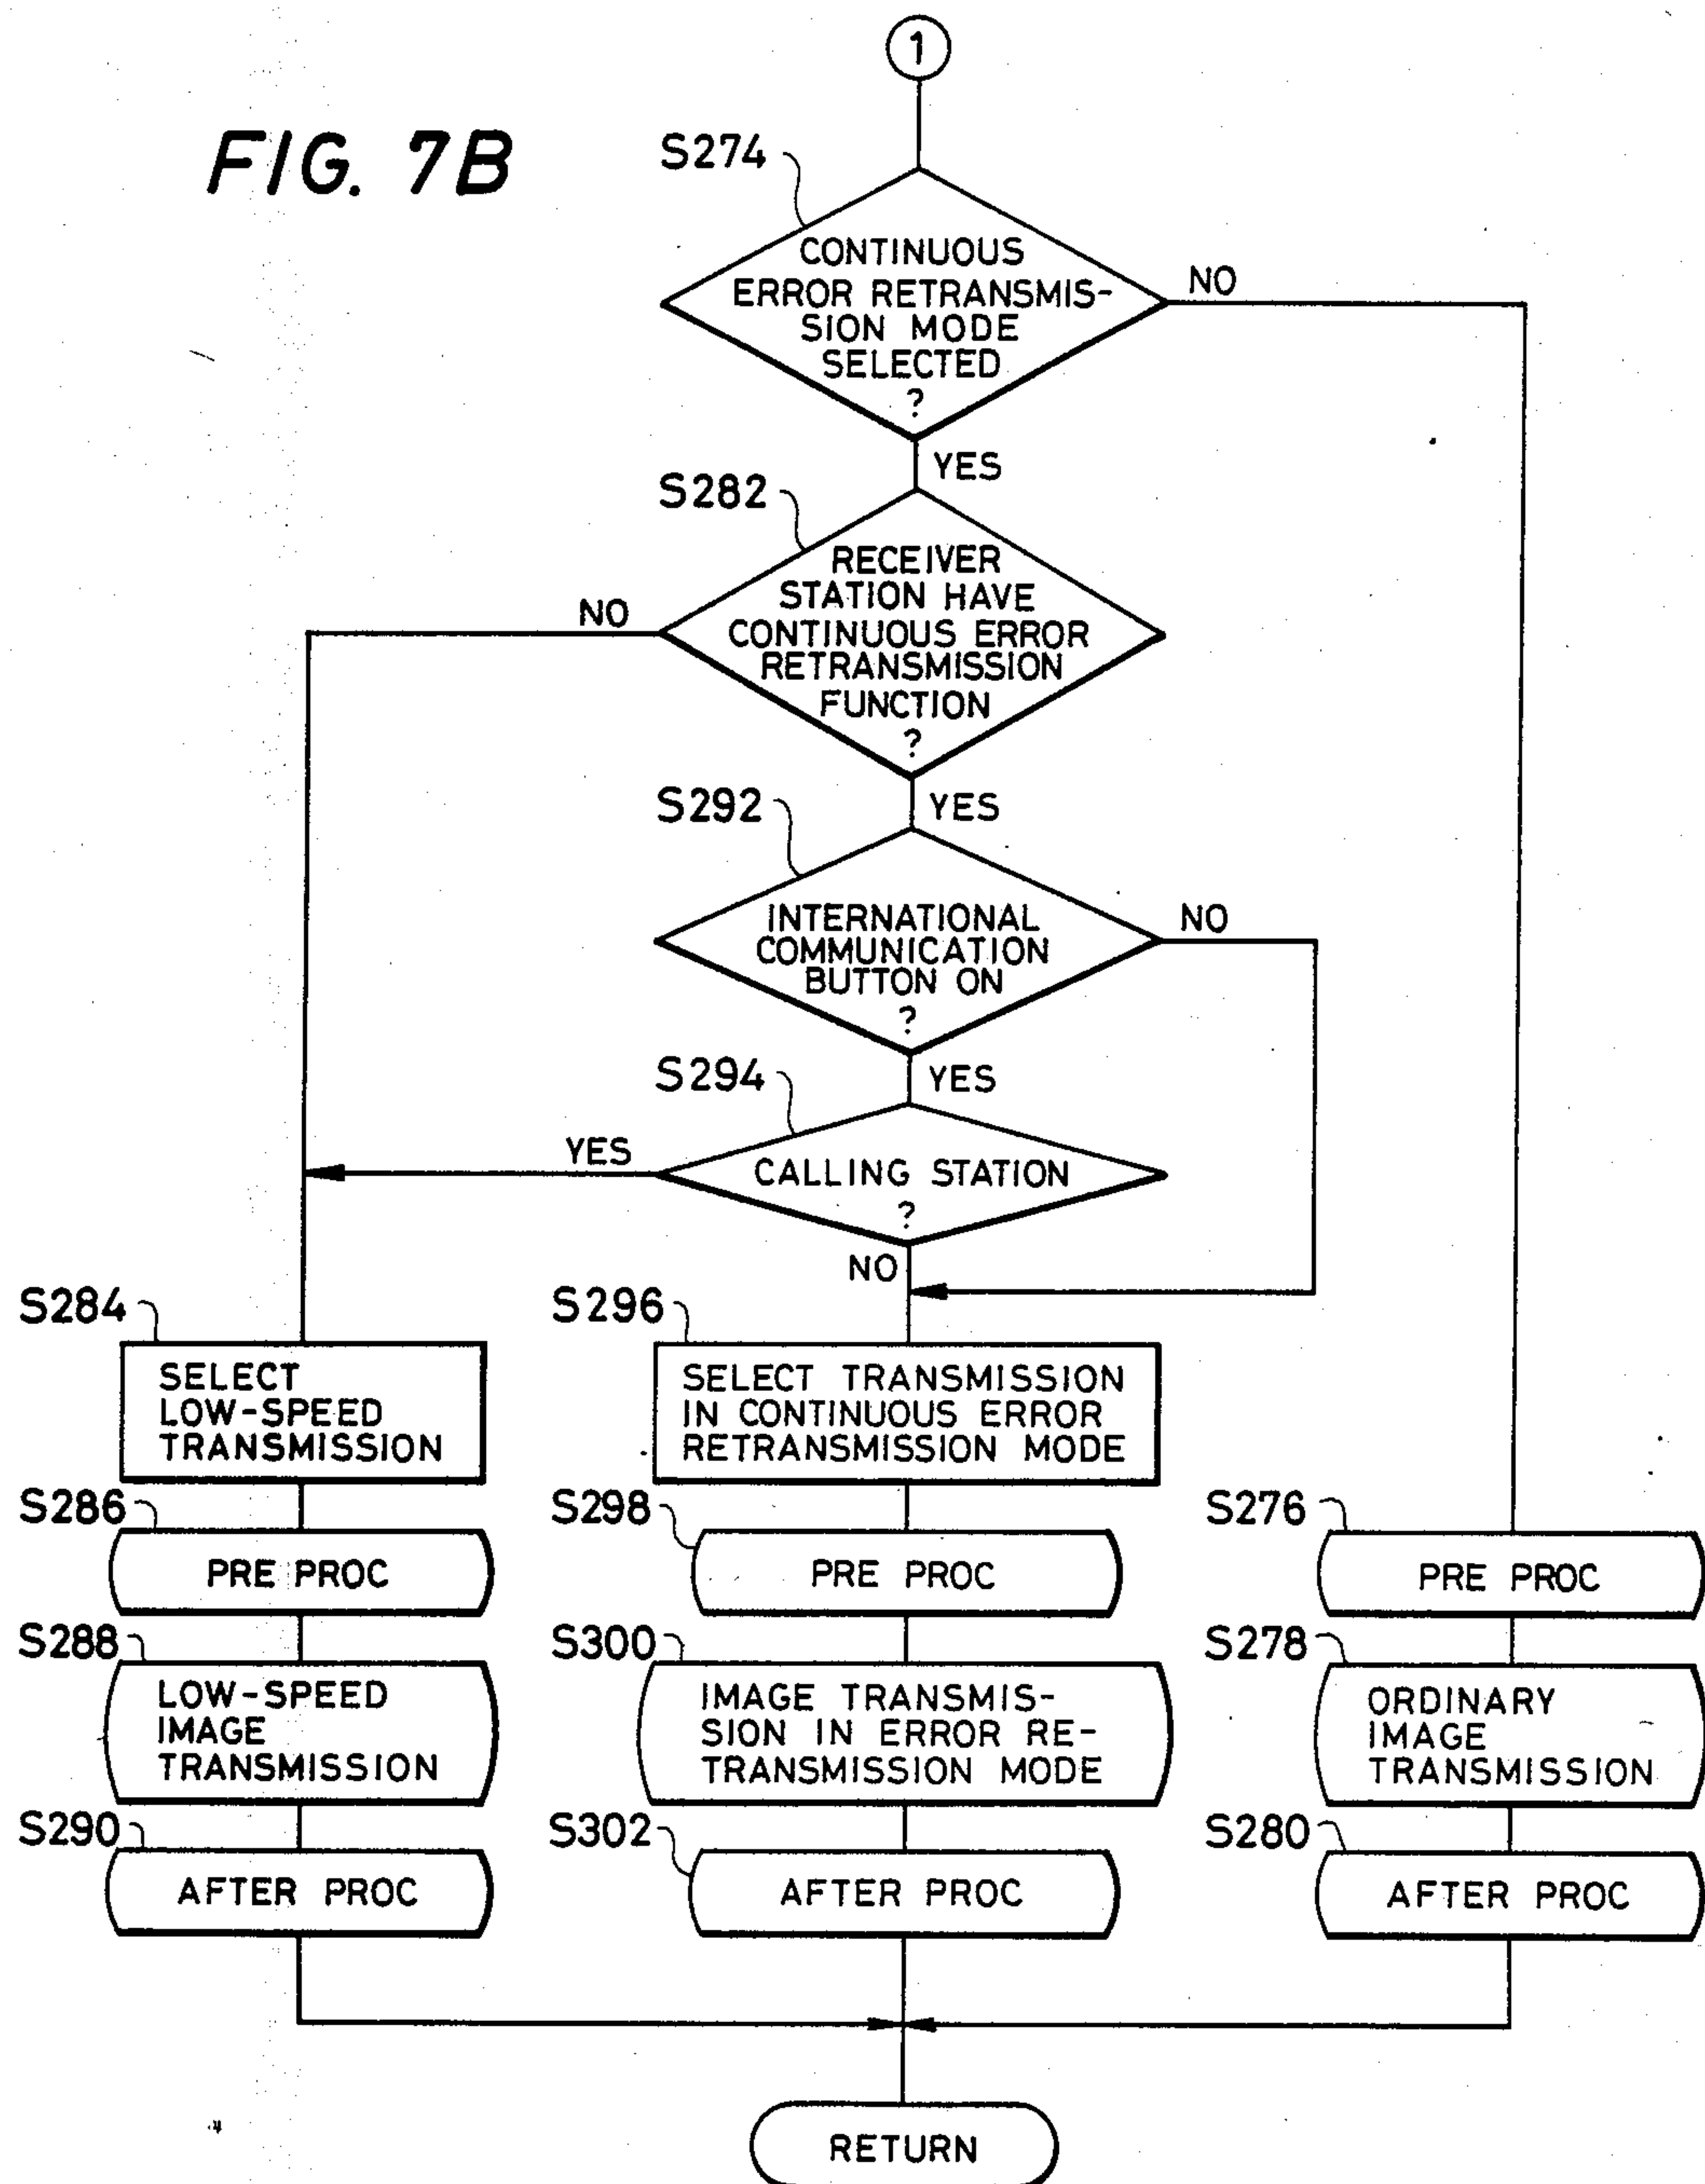 1
FIG. 7B
S274
CONTINUOUS
ERROR RETRANSMIS-
SION MODE
SELECTED
?
NO
YES
S282
RECEIVER
STATION HAVE
CONTINUOUS ERROR
RETRANSMISSION
FUNCTION
?
NO
YES
S292
INTERNATIONAL
COMMUNICATION
BUTTON ON
?
NO
YES
S294
CALLING STATION
?
YES
NO
S284
SELECT
LOW-SPEED
TRANSMISSION
S286
PRE PROC
S288
LOW-SPEED
IMAGE
TRANSMISSION
S290
AFTER PROC
S296
SELECT TRANSMISSION
IN CONTINUOUS ERROR
RETRANSMISSION MODE
S298
PRE PROC
S300
IMAGE TRANSMIS-
SION IN ERROR RE-
TRANSMISSION MODE
S302
AFTER PROC
S276
PRE PROC
S278
ORDINARY
IMAGE
TRANSMISSION
S280
AFTER PROC
RETURN